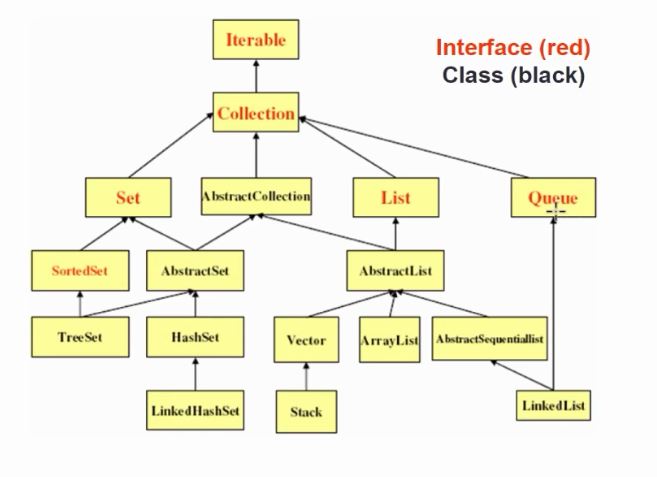 Iterable
Interface (red)
Class (black)
Collection
Set
AbstractCollection
List
Queue
SortedSet
AbstractSet
AbstractList
TreeSet
HashSet
Vector
ArrayList
AbstractSequentiallist
LinkedHashSet
Stack
LinkedList